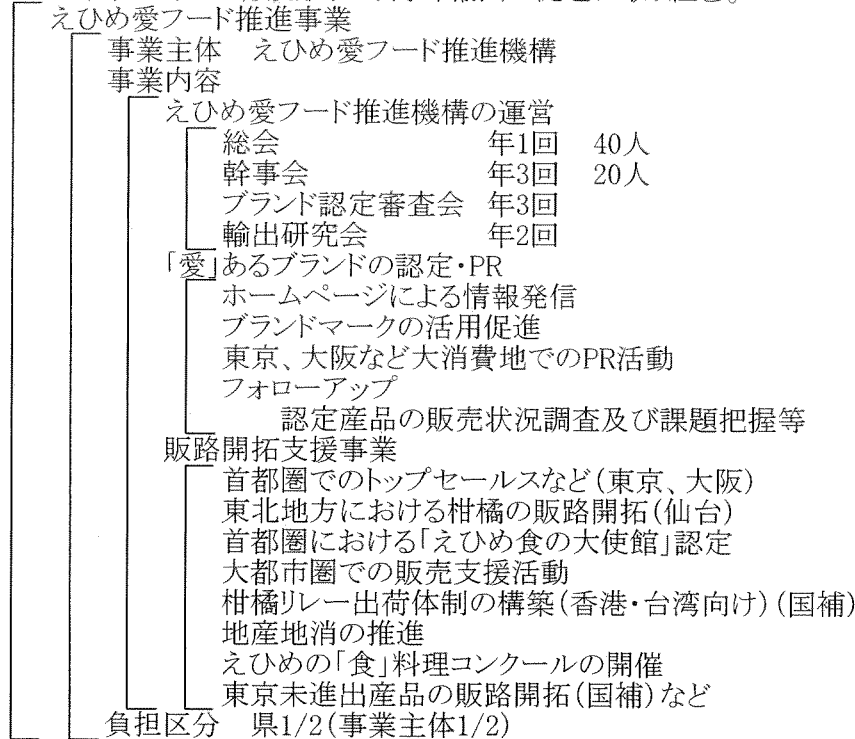 えひめ愛フード推進事業
事業主体　えひめ愛フード推進機構
事業内容
えひめ愛フード推進機構の運営
総会　年1回　40人
幹事会　年3回　20人
ブランド認定審査会　年3回
輸出研究会　年2回
「愛」あるブランドの認定・PR
ホームページによる情報発信
ブランドマークの活用促進
東京、大阪など大消費地でのPR活動
フォローアップ
認定産品の販売状況調査及び課題把握等
販路開拓支援事業
首都圏でのトップセールスなど(東京、大阪)
東北地方における柑橘の販路開拓(仙台)
首都圏における「えひめ食の大使館」認定
大都市圏での販売支援活動
柑橘リレー出荷体制の構築(香港・台湾向け)(国補)
地産地消の推進
えひめの「食」料理コンクールの開催
東京未進出産品の販路開拓(国補)など
負担区分　県1/2(事業主体1/2)